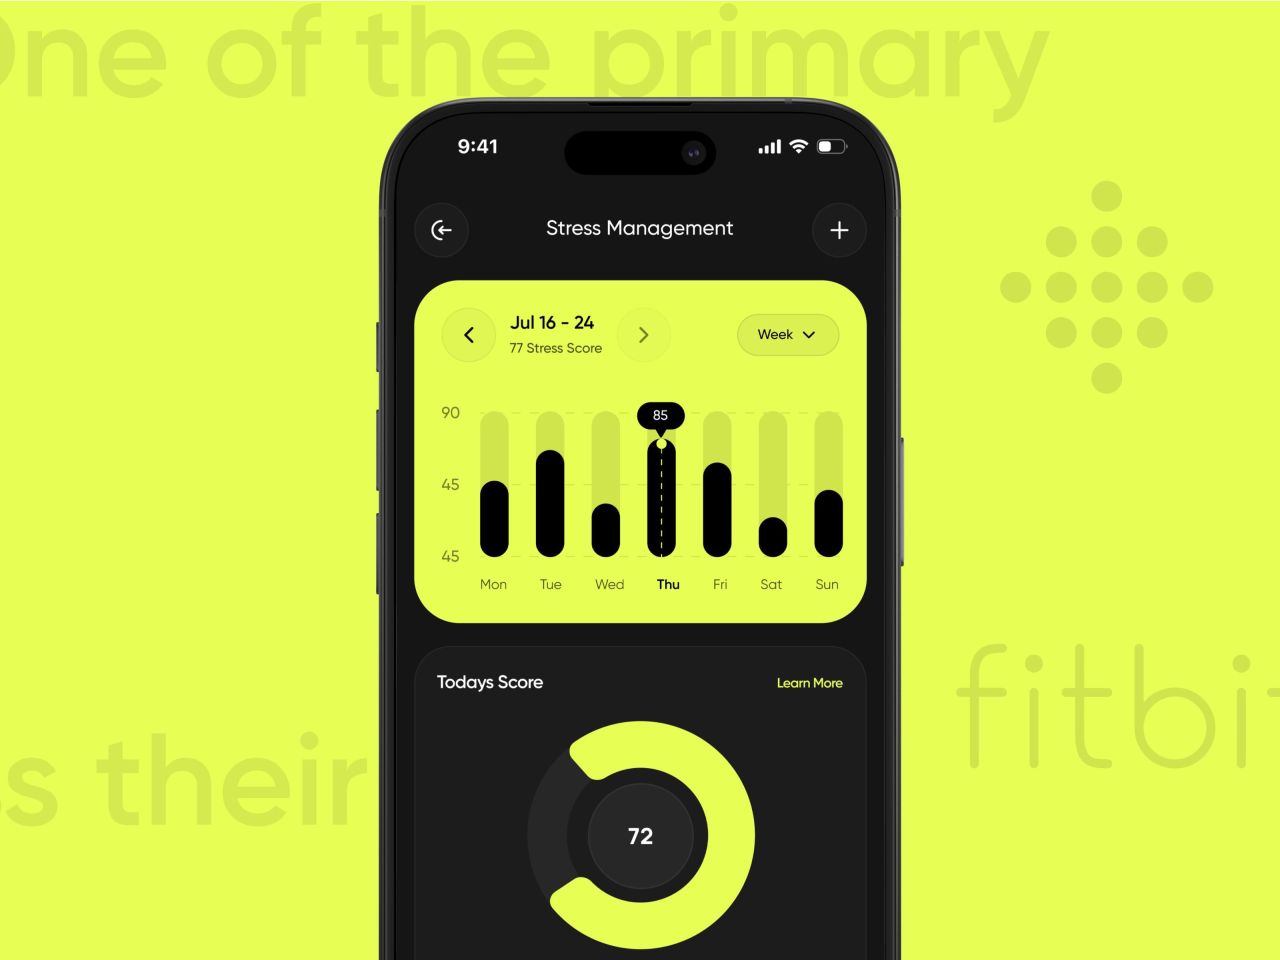 One of the primary
9:41
Stress Management
Jul 16 - 24
77 Stress Score
Week
90
85
45
45
Mon Tue Wed Thu Fri Sat Sun
Todays Score
Learn More
fitbit
their
72